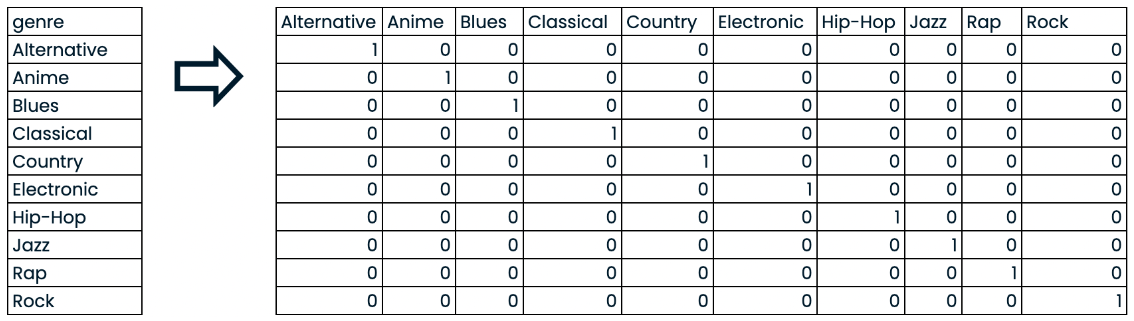 genre Alternative Anime Blues Classical Country Electronic Hip-Hop Jazz Rap Rock
Alternative 1 0 0 0 0 0 0 0 0 0
Anime 0 1 0 0 0 0 0 0 0 0
Blues 0 0 1 0 0 0 0 0 0 0
Classical 0 0 0 1 0 0 0 0 0 0
Country 0 0 0 0 1 0 0 0 0 0
Electronic 0 0 0 0 0 1 0 0 0 0
Hip-Hop 0 0 0 0 0 0 1 0 0 0
Jazz 0 0 0 0 0 0 0 1 0 0
Rap 0 0 0 0 0 0 0 0 1 0
Rock 0 0 0 0 0 0 0 0 0 1